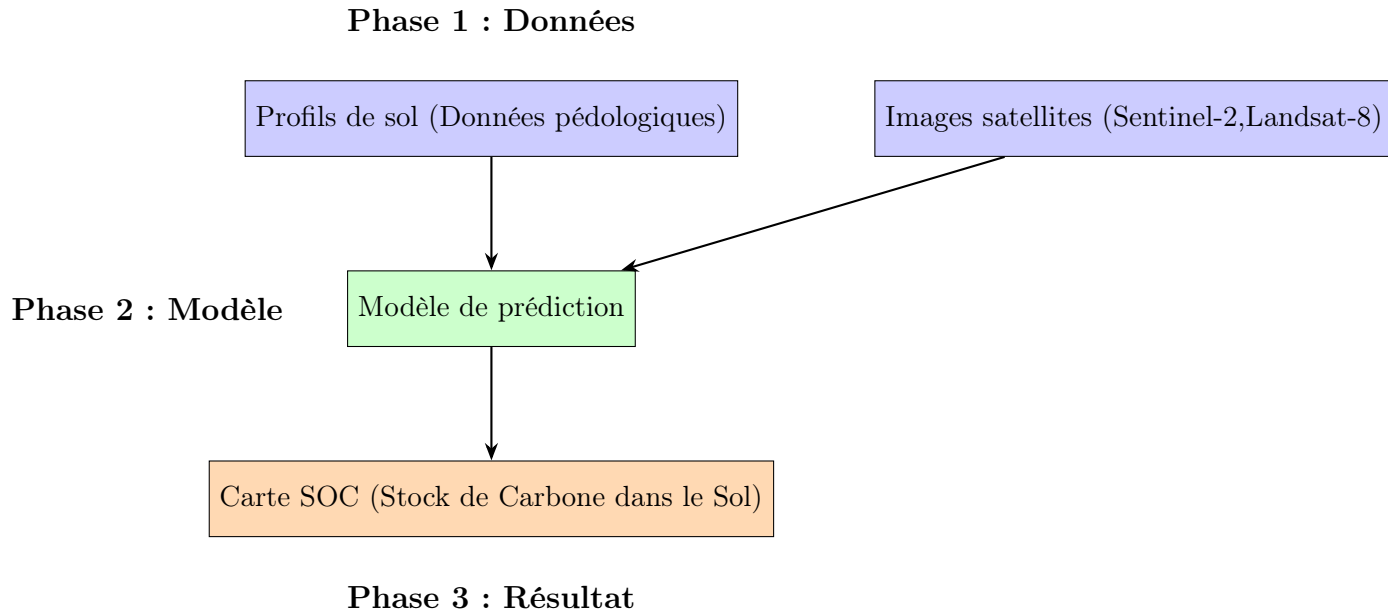 Phase 1 : Données
Profils de sol (Données pédologiques)
Images satellites (Sentinel-2,Landsat-8)
Phase 2 : Modèle
Modèle de prédiction
Carte SOC (Stock de Carbone dans le Sol)
Phase 3 : Résultat